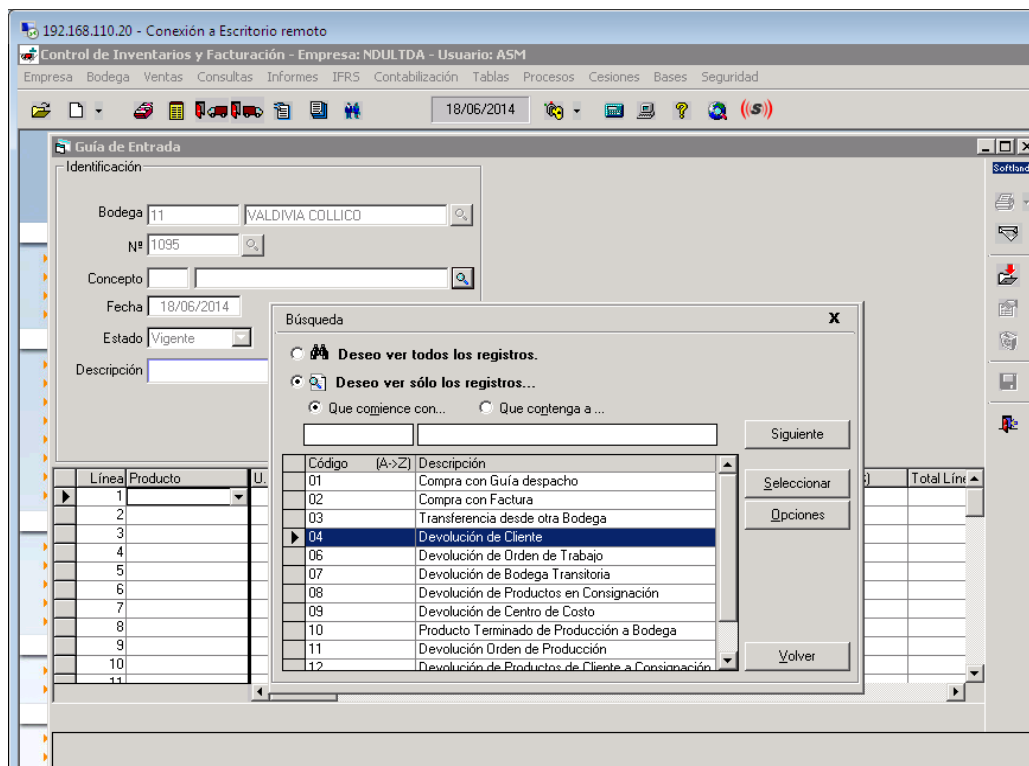 192.168.110.20 - Conexión a Escritorio remoto
Control de Inventarios y Facturación - Empresa: NDULTDA - Usuario: ASM
Empresa Bodega Ventas Consultas Informes IFRS Contabilización Tablas Procesos Cesiones Bases Seguridad
18/06/2014
((S))
Guía de Entrada
Softland
Identificación
Bodega 11 VALDIVIA COLLICO
Nº 1095
Concepto
Fecha 18/06/2014
Estado Vigente
Descripción
Búsqueda X
Deseo ver todos los registros.
Deseo ver sólo los registros...
Que comience con... Que contenga a ...
Siguiente
Código (A->Z) Descripción
01 Compra con Guía despacho
02 Compra con Factura
03 Transferencia desde otra Bodega
04 Devolución de Cliente
06 Devolución de Orden de Trabajo
07 Devolución de Bodega Transitoria
08 Devolución de Productos en Consignación
09 Devolución de Centro de Costo
10 Producto Terminado de Producción a Bodega
11 Devolución Orden de Producción
12 Devolución de Productos de Cliente a Consignación
Seleccionar
Opciones
Volver
Línea Producto U. Total Líne
1
2
3
4
5
6
7
8
9
10
11